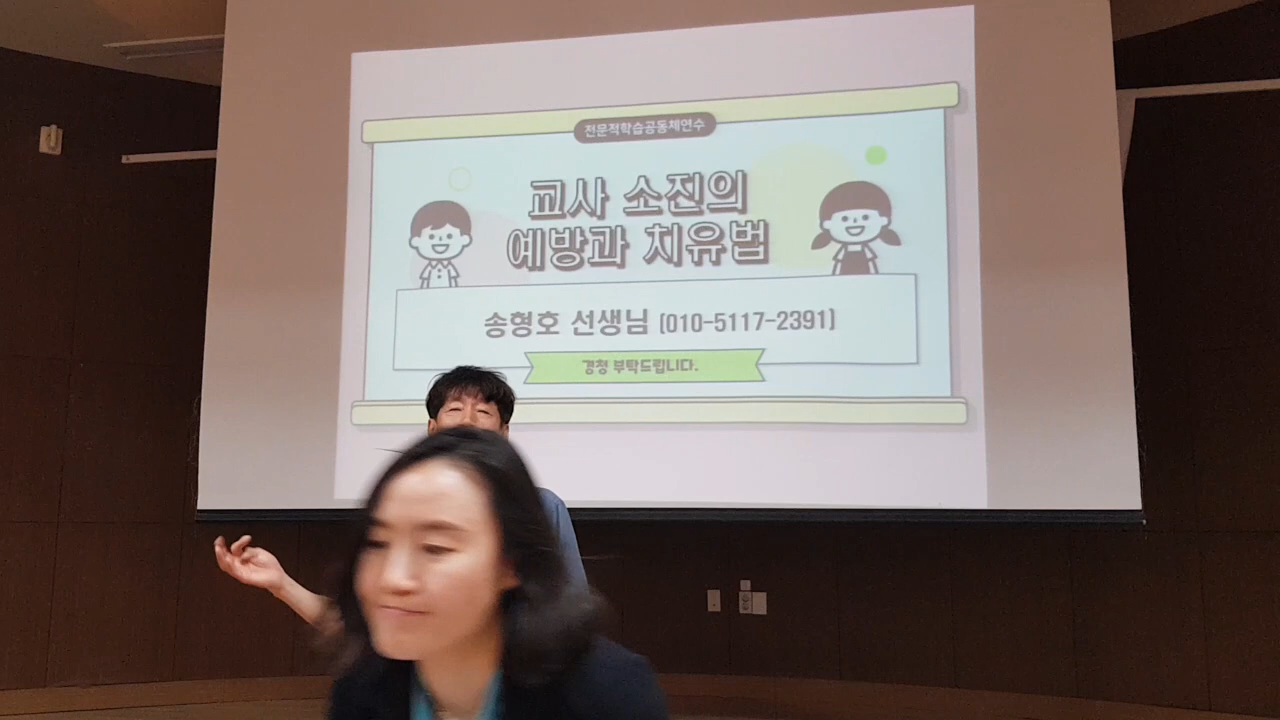 전문적학습공동체연수
교사 소진의
예방과 치유법
송형호 선생님 (010-5117-2391)
경청 부탁드립니다.